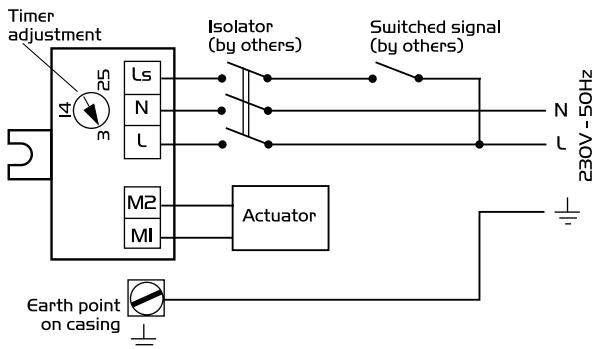 Timer
adjustment
Isolator
(by others)
Switched signal
(by others)
Ls
N
L
25
14
3
N
L
230V - 50Hz
M2
M1
Actuator
Earth point
on casing